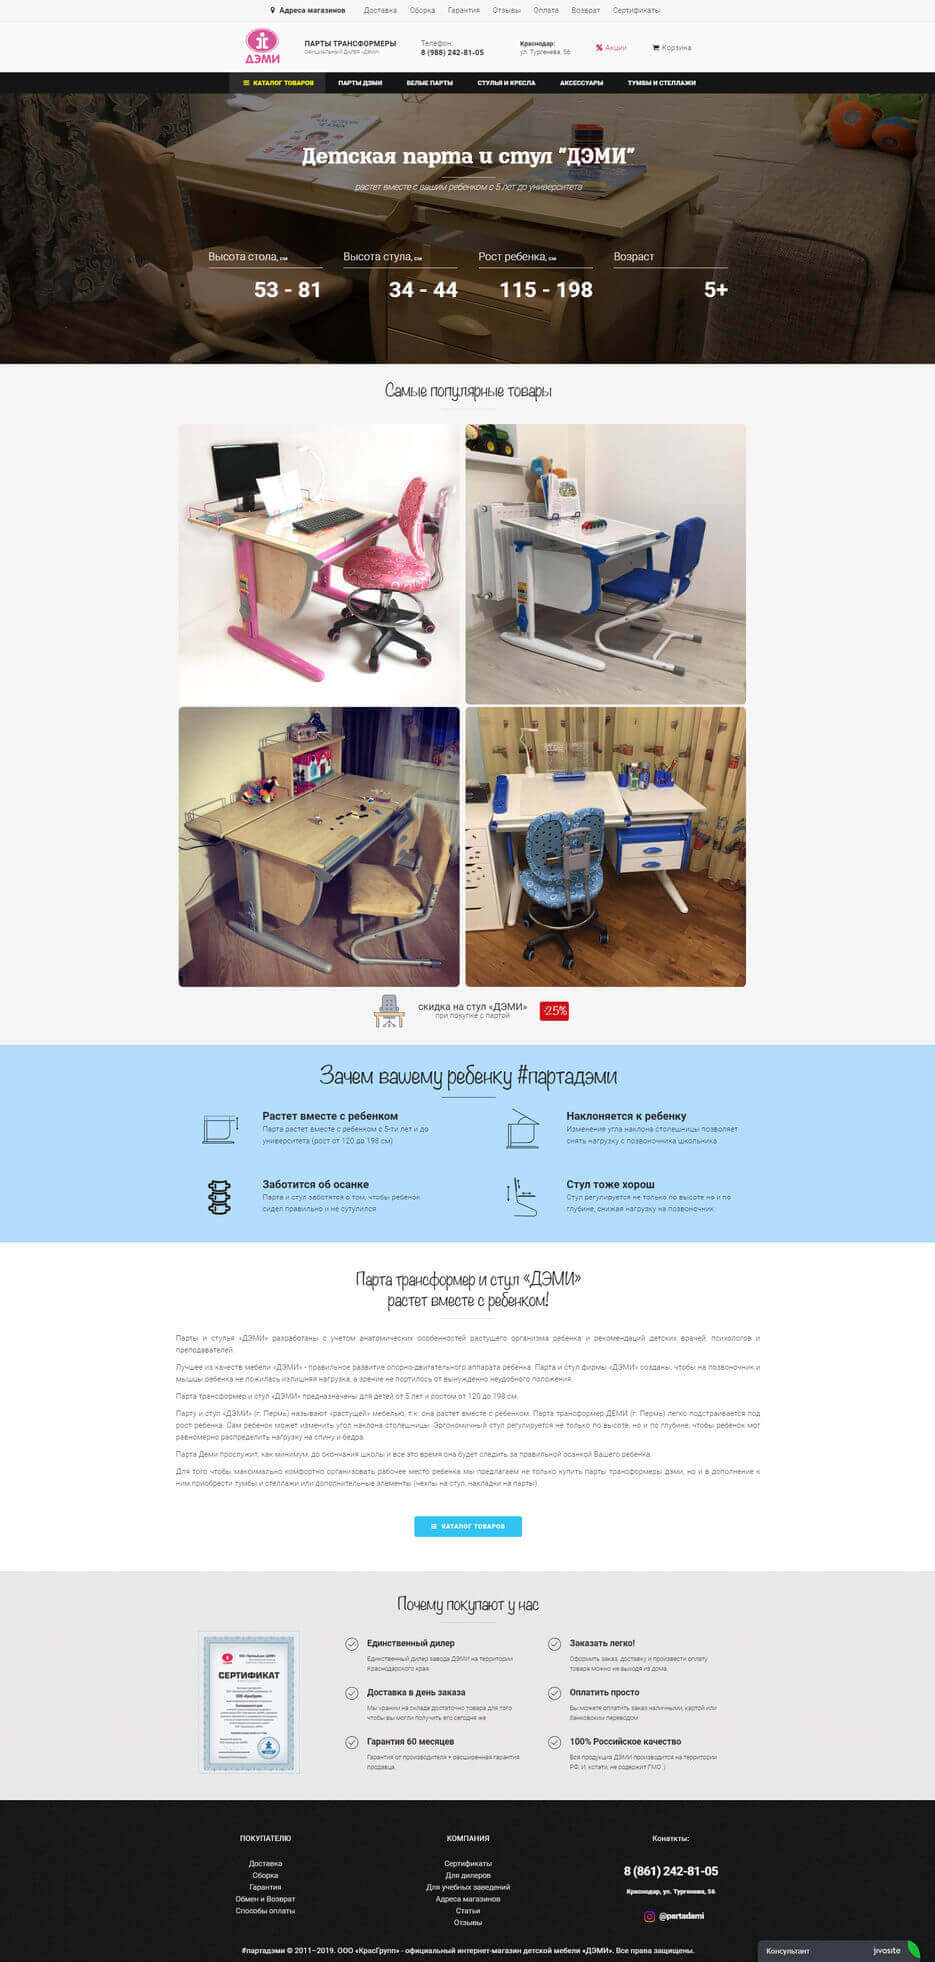 Адреса магазинов Доставка Сборка Гарантия Отзывы Оплата Возврат Сертификаты
ДЭМИ
ПАРТЫ ТРАНСФОРМЕРЫ
ОФИЦИАЛЬНЫЙ ДИЛЕР «ДЭМИ»
Телефон:
8 (988) 242-81-05
Краснодар:
ул. Тургенева, 56
Акции
Корзина
КАТАЛОГ ТОВАРОВ ПАРТЫ ДЭМИ БЕЛЫЕ ПАРТЫ СТУЛЬЯ И КРЕСЛА АКСЕССУАРЫ ТУМБЫ И СТЕЛЛАЖИ
Детская парта и стул "ДЭМИ"
растет вместе с вашим ребенком с 5 лет до университета
Высота стола, см
53 - 81
Высота стула, см
34 - 44
Рост ребенка, см
115 - 198
Возраст
5+
Самые популярные товары
скидка на стул «ДЭМИ»
при покупке с партой
-25%
Зачем вашему ребенку #партадэми
Растет вместе с ребенком
Парта растет вместе с ребенком с 5-ти лет и до
университета (рост от 120 до 198 см)
Наклоняется к ребенку
Изменение угла наклона столешницы позволяет
снять нагрузку с позвоночника школьника
Заботится об осанке
Парта и стул заботятся о том, чтобы ребенок
сидел правильно и не сутулился
Стул тоже хорош
Стул регулируется не только по высоте но и по
глубине, снижая нагрузку на позвоночник
Парта трансформер и стул «ДЭМИ»
растет вместе с ребенком!
Парты и стулья «ДЭМИ» разработаны с учетом анатомических особенностей растущего организма ребенка и рекомендаций детских врачей, психологов и
преподавателей.
Лучшее из качеств мебели «ДЭМИ» - правильное развитие опорно-двигательного аппарата ребенка. Парта и стул фирмы «ДЭМИ» созданы, чтобы на позвоночник и
мышцы ребенка не ложилась излишняя нагрузка, а зрение не портилось от вынужденно неудобного положения.
Парта трансформер и стул «ДЭМИ» предназначены для детей от 5 лет и ростом от 120 до 198 см.
Парту и стул «ДЭМИ» (г. Пермь) называют «растущей» мебелью, т.к. она растет вместе с ребенком. Парта трансформер ДЕМИ (г. Пермь) легко подстраивается под
рост ребенка. Сам ребенок может изменить угол наклона столешницы. Эргономичный стул регулируется не только по высоте, но и по глубине, чтобы ребенок мог
равномерно распределить нагрузку на спину и бедра.
Парта Деми прослужит, как минимум, до окончания школы и все это время она будет следить за правильной осанкой Вашего ребенка.
Для того чтобы максимально комфортно организовать рабочее место ребенка мы предлагаем не только купить парты трансформеры дэми, но и в дополнение к
ним приобрести тумбы и стеллажи или дополнительные элементы (чехлы на стул, накладки на парты).
КАТАЛОГ ТОВАРОВ
Почему покупают у нас
СЕРТИФИКАТ
Единственный дилер
Единственный дилер завода ДЭМИ на территории
Краснодарского края
Заказать легко!
Оформить заказ, доставку и произвести оплату
товара можно не выходя из дома.
Доставка в день заказа
Мы храним на складе достаточно товара для того
чтобы вы могли получить его сегодня же
Оплатить просто
Вы можете оплатить заказ наличными, картой или
банковским переводом
Гарантия 60 месяцев
Гарантия от производителя + расширенная гарантия
продавца.
100% Российское качество
Вся продукция ДЭМИ производится на территории
РФ. И, кстати, не содержит ГМО ;)
ПОКУПАТЕЛЮ
Доставка
Сборка
Гарантия
Обмен и Возврат
Способы оплаты
КОМПАНИЯ
Сертификаты
Для дилеров
Для учебных заведений
Адреса магазинов
Статьи
Отзывы
Конаткты:
8 (861) 242-81-05
Краснодар, ул. Тургенева, 56
@partadami
#партадэми © 2011–2019. ООО «КрасГрупп» - официальный интернет-магазин детской мебели «ДЭМИ». Все права защищены.
Консультант jivosite